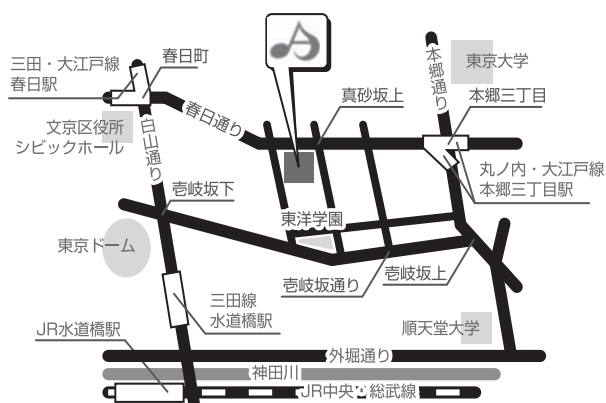 三田・大江戸線
春日駅
春日町
本郷通り
東京大学
真砂坂上
本郷三丁目
春日通り
文京区役所
シビックホール
白山通り
丸ノ内・大江戸線
本郷三丁目駅
壱岐坂下
東洋学園
東京ドーム
壱岐坂通り
壱岐坂上
三田線
水道橋駅
順天堂大学
JR水道橋駅
外堀通り
神田川
JR中央・総武線